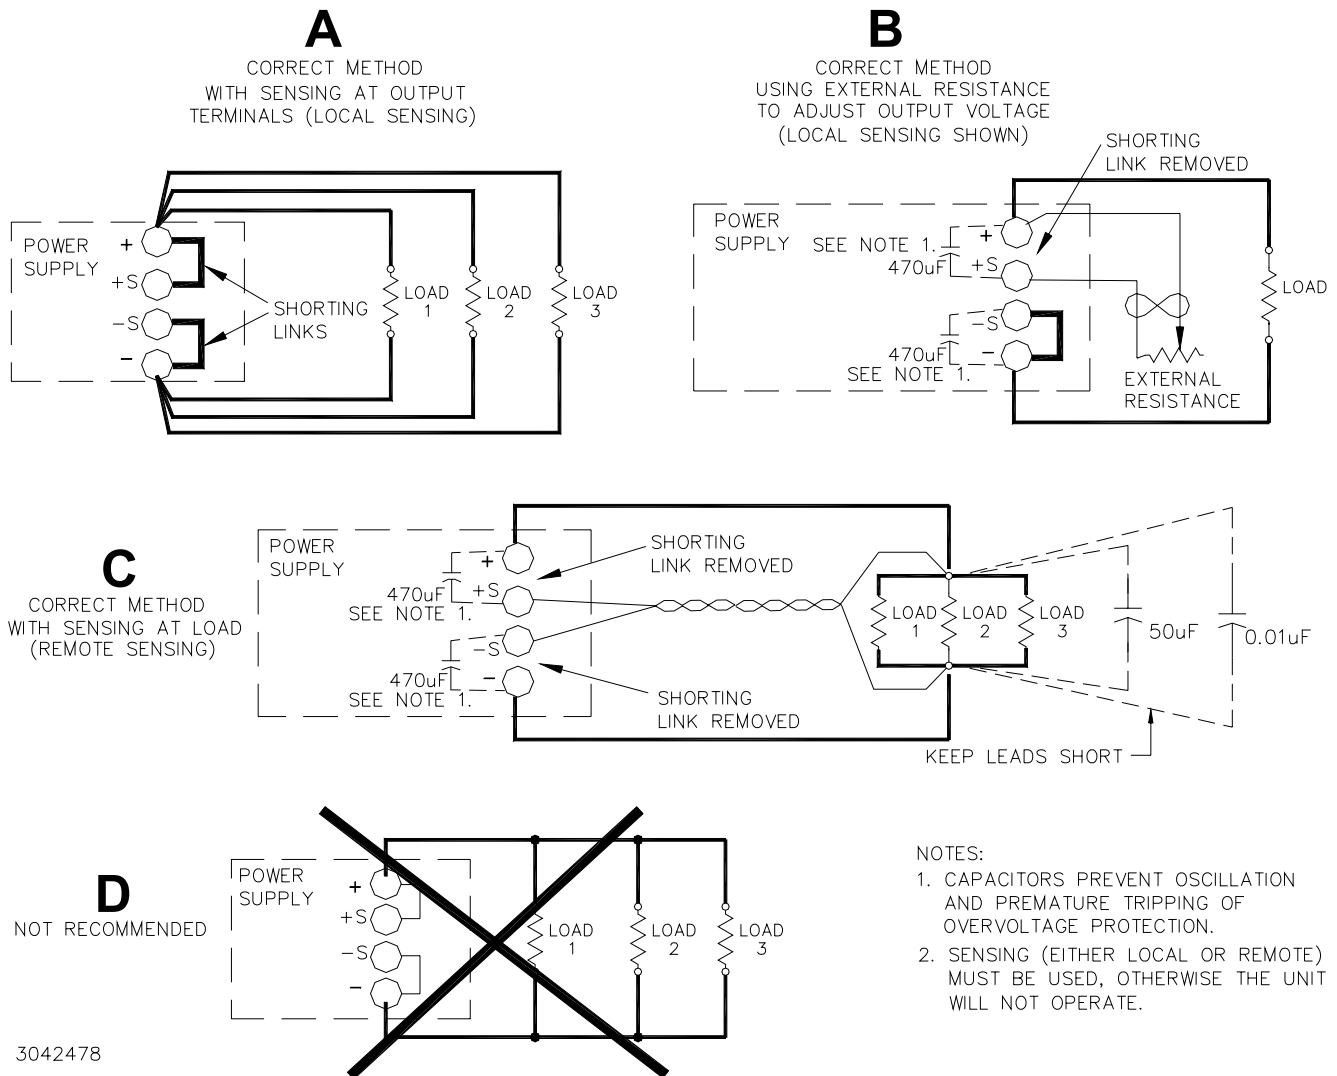 A
CORRECT METHOD
WITH SENSING AT OUTPUT
TERMINALS (LOCAL SENSING)
POWER
SUPPLY
+
+S
-S
-
SHORTING
LINKS
LOAD
1
LOAD
2
LOAD
3
B
CORRECT METHOD
USING EXTERNAL RESISTANCE
TO ADJUST OUTPUT VOLTAGE
(LOCAL SENSING SHOWN)
SHORTING
LINK REMOVED
POWER
SUPPLY
SEE NOTE 1.
470uF
+
+S
-S
-
470uF
SEE NOTE 1.
LOAD
EXTERNAL
RESISTANCE
C
CORRECT METHOD
WITH SENSING AT LOAD
(REMOTE SENSING)
POWER
SUPPLY
+
470uF
+S
SEE NOTE 1.
-S
470uF
-
SEE NOTE 1.
SHORTING
LINK REMOVED
SHORTING
LINK REMOVED
LOAD
1
LOAD
2
LOAD
3
50uF
0.01uF
KEEP LEADS SHORT
D
NOT RECOMMENDED
POWER
SUPPLY
+
+S
-S
-
LOAD
1
LOAD
2
LOAD
3
NOTES:
1. CAPACITORS PREVENT OSCILLATION
AND PREMATURE TRIPPING OF
OVERVOLTAGE PROTECTION.
2. SENSING (EITHER LOCAL OR REMOTE)
MUST BE USED, OTHERWISE THE UNIT
WILL NOT OPERATE.
3042478